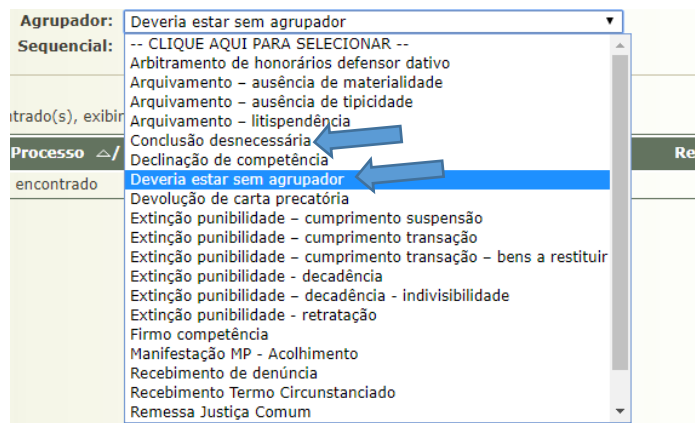 Agrupador: Deveria estar sem agrupador
Sequencial:
-- CLIQUE AQUI PARA SELECIONAR --
Arbitramento de honorários defensor dativo
Arquivamento – ausência de materialidade
Arquivamento – ausência de tipicidade
ntrado(s), exibir
Arquivamento – litispendência
Conclusão desnecessária
Processo △/
Re
Declinação de competência
Deveria estar sem agrupador
encontrado
Devolução de carta precatória
Extinção punibilidade – cumprimento suspensão
Extinção punibilidade – cumprimento transação
Extinção punibilidade – cumprimento transação – bens a restituir
Extinção punibilidade - decadência
Extinção punibilidade – decadência - indivisibilidade
Extinção punibilidade - retratação
Firmo competência
Manifestação MP - Acolhimento
Recebimento de denúncia
Recebimento Termo Circunstanciado
Remessa Justiça Comum